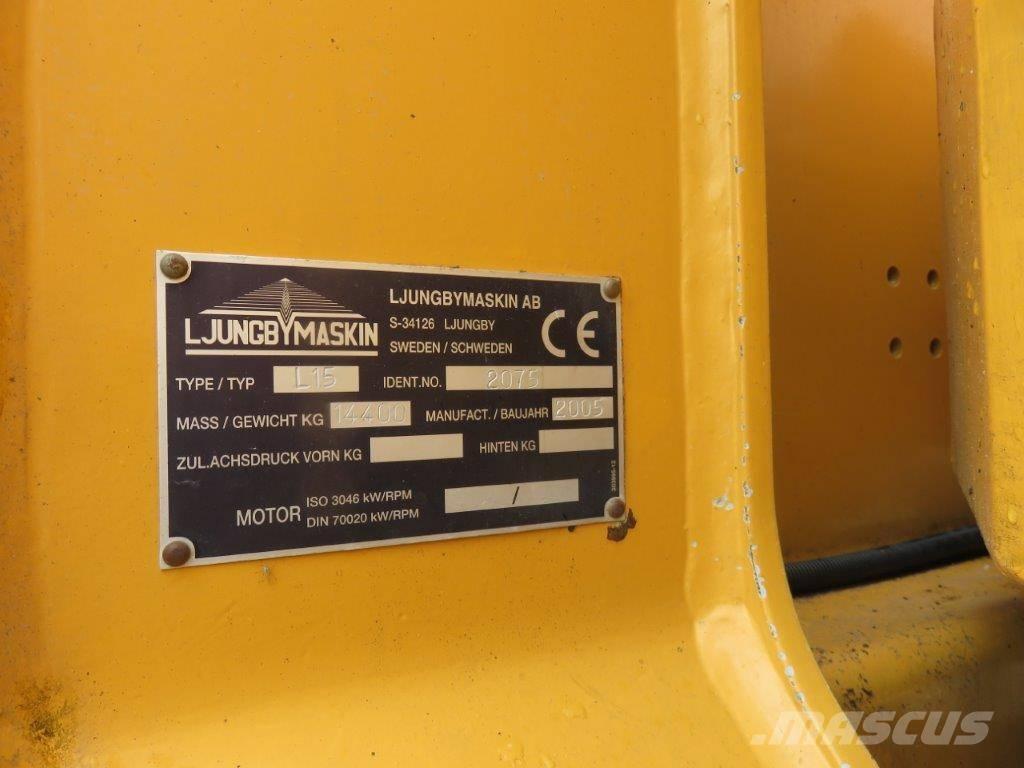 LJUNGBYMASKIN
LJUNGBYMASKIN AB
S-34126 LJUNGBY
SWEDEN / SCHWEDEN
CE
TYPE / TYP L15 IDENT.NO. 2075
MASS / GEWICHT KG 14400 MANUFACT. / BAUJAHR 2005
ZUL.ACHSDRUCK VORN KG HINTEN KG
MOTOR ISO 3046 kW/RPM /
DIN 70020 kW/RPM
MASCUS